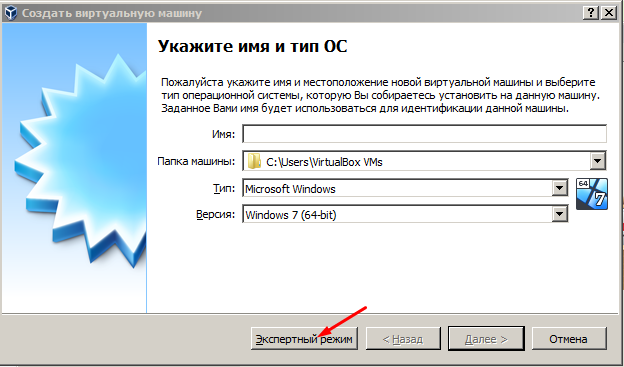 Создать виртуальную машину
Укажите имя и тип ОС
Пожалуйста укажите имя и местоположение новой виртуальной машины и выберите
тип операционной системы, которую Вы собираетесь установить на данную машину.
Заданное Вами имя будет использоваться для идентификации данной машины.
Имя:
Папка машины: C:\Users\VirtualBox VMs
Тип: Microsoft Windows
64
7
Версия: Windows 7 (64-bit)
Экспертный режим < Назад Далее > Отмена